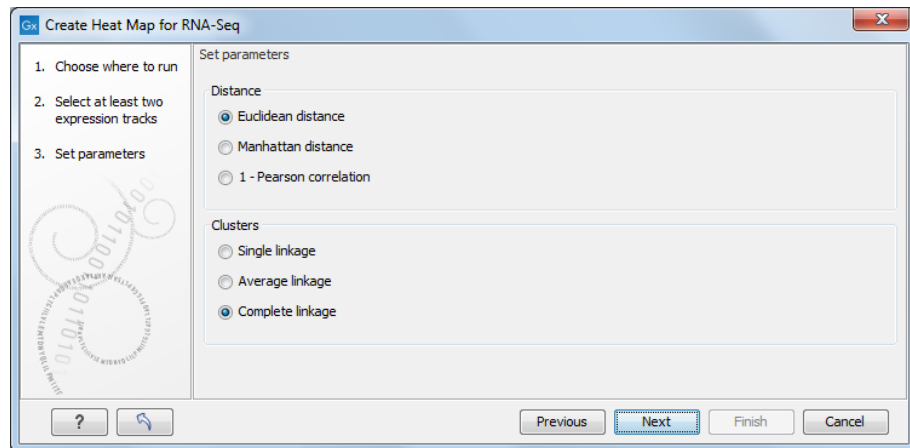 Gx Create Heat Map for RNA-Seq
1. Choose where to run
2. Select at least two
expression tracks
3. Set parameters
Set parameters
Distance
Euclidean distance
Manhattan distance
1 - Pearson correlation
Clusters
Single linkage
Average linkage
Complete linkage
?
Previous
Next
Finish
Cancel